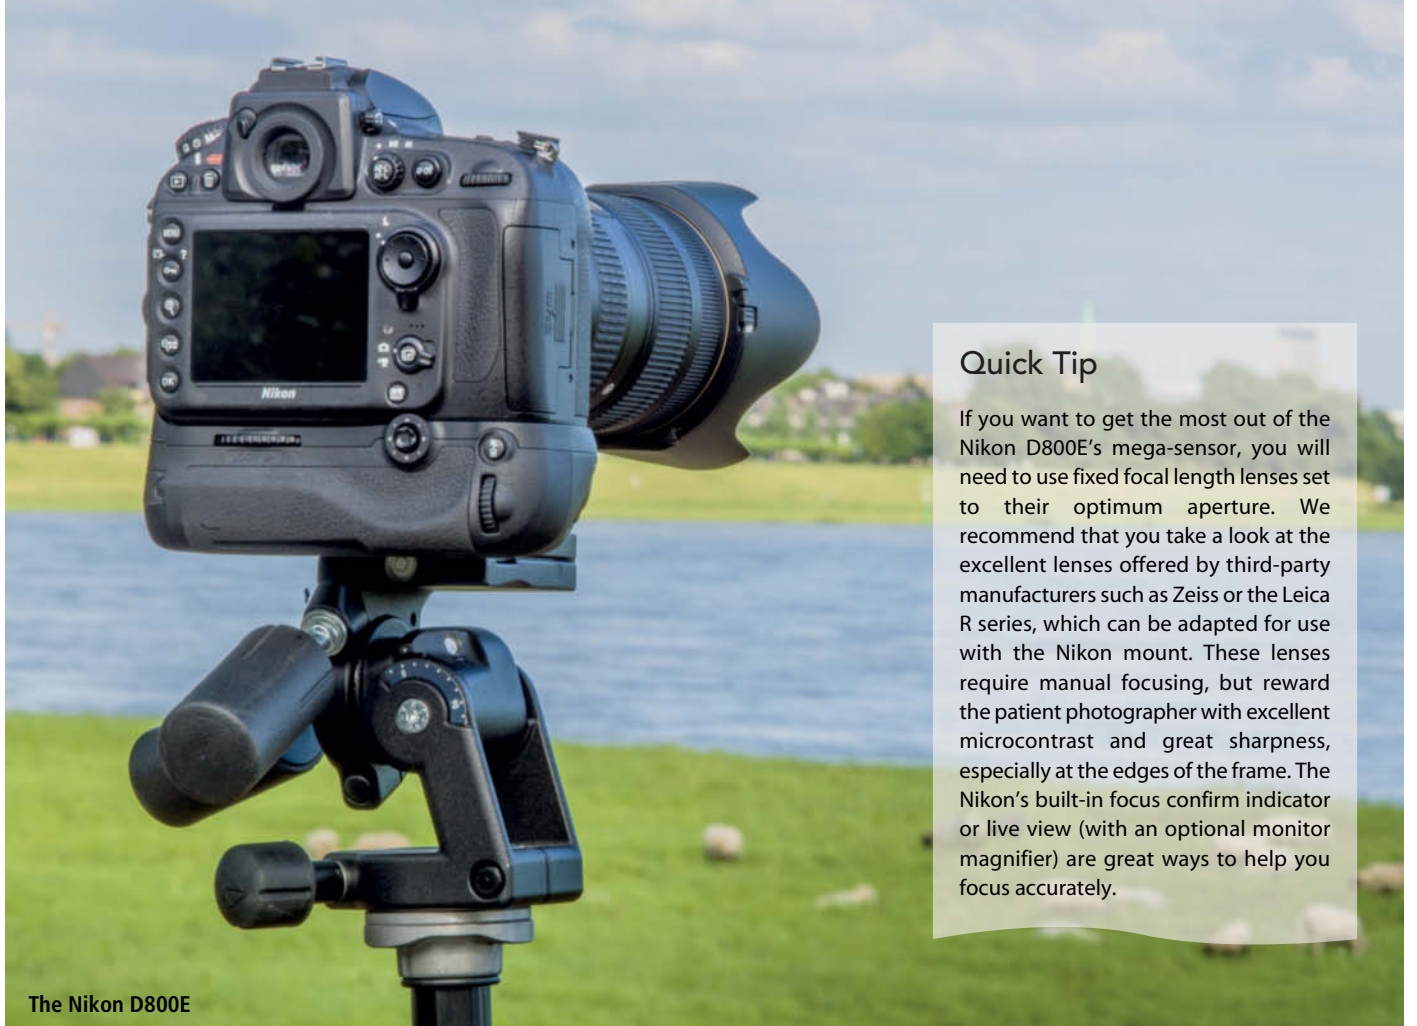 Nikon
MENU
OK
L
Quick Tip
If you want to get the most out of the
Nikon D800E’s mega-sensor, you will
need to use fixed focal length lenses set
to their optimum aperture. We
recommend that you take a look at the
excellent lenses offered by third-party
manufacturers such as Zeiss or the Leica
R series, which can be adapted for use
with the Nikon mount. These lenses
require manual focusing, but reward
the patient photographer with excellent
microcontrast and great sharpness,
especially at the edges of the frame. The
Nikon’s built-in focus confirm indicator
or live view (with an optional monitor
magnifier) are great ways to help you
focus accurately.
The Nikon D800E